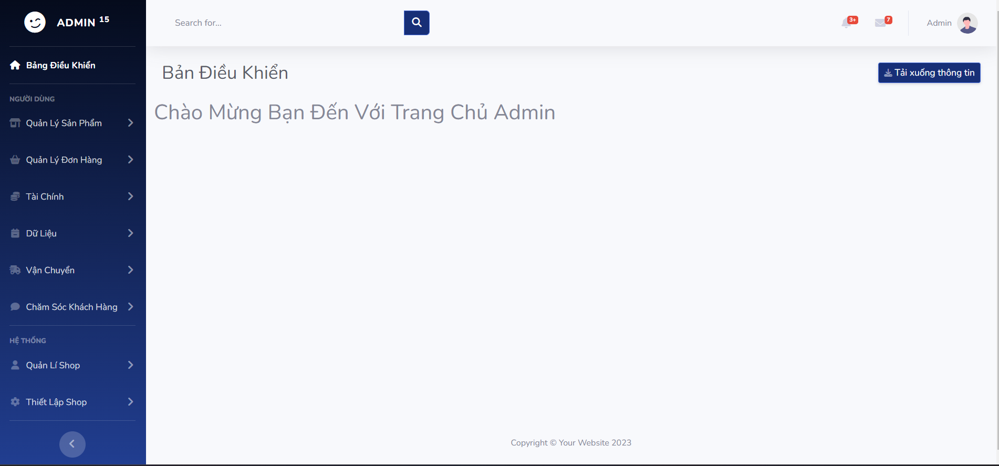 ADMIN 15
Search for...
3+
7
Admin
Bảng Điều Khiển
Bản Điều Khiển
Tải xuống thông tin
NGƯỜI DÙNG
Chào Mừng Bạn Đến Với Trang Chủ Admin
Quản Lý Sản Phẩm
Quản Lý Đơn Hàng
Tài Chính
Dữ Liệu
Vận Chuyển
Chăm Sóc Khách Hàng
HỆ THỐNG
Quản Lí Shop
Thiết Lập Shop
Copyright © Your Website 2023